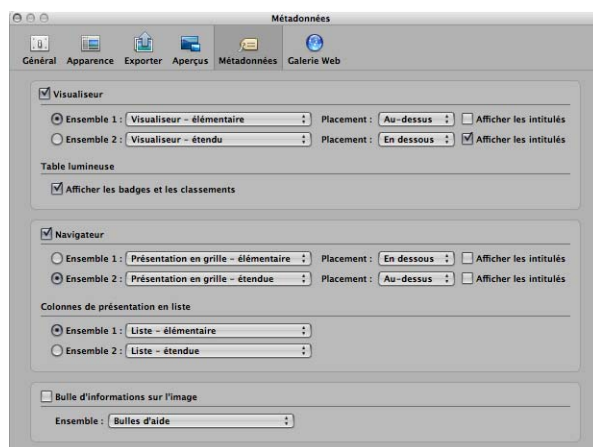 Métadonnées
Général Apparence Exporter Aperçus Métadonnées Galerie Web
Visualiseur
Ensemble 1 : Visualiseur – élémentaire Placement : Au-dessus Afficher les intitulés
Ensemble 2 : Visualiseur – étendu Placement : En dessous Afficher les intitulés
Table lumineuse
Afficher les badges et les classements
Navigateur
Ensemble 1 : Présentation en grille – élémentaire Placement : En dessous Afficher les intitulés
Ensemble 2 : Présentation en grille – étendue Placement : Au-dessus Afficher les intitulés
Colonnes de présentation en liste
Ensemble 1 : Liste – élémentaire
Ensemble 2 : Liste – étendue
Bulle d'informations sur l'image
Ensemble : Bulles d'aide